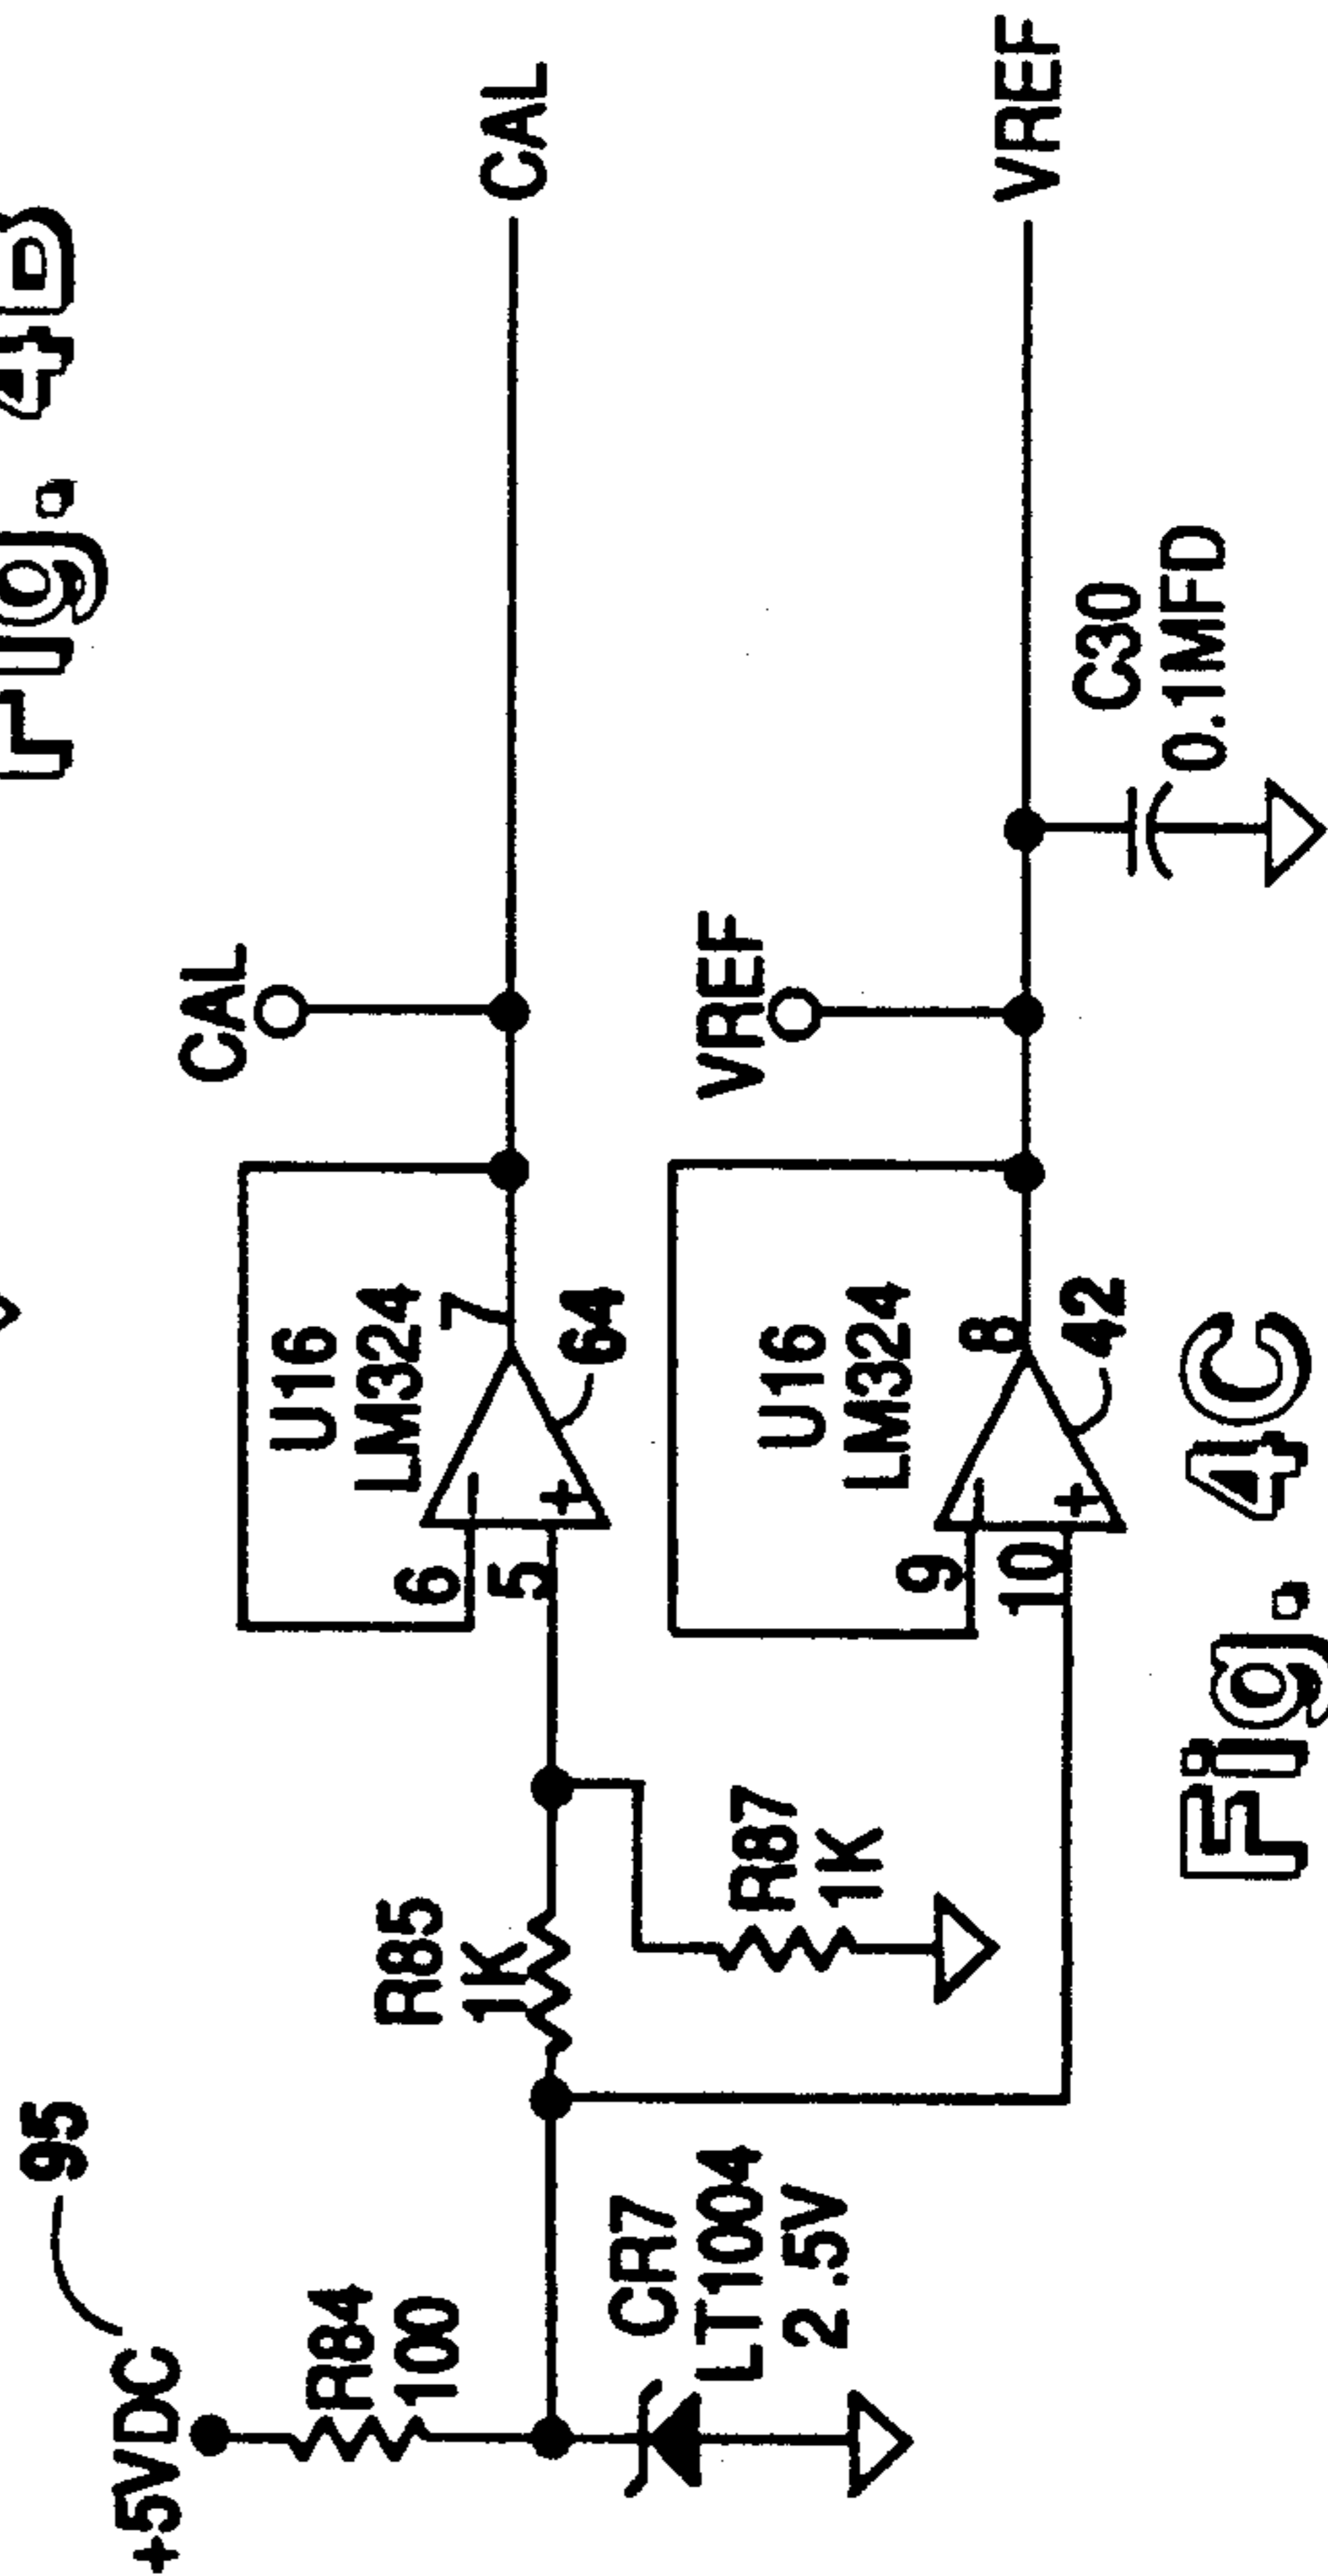 Fig. 4B
95
+5VDC
R84
100
CR7
LT1004
2.5V
R85
1K
R87
1K
6
5
U16
LM324
7
64
CAL
CAL
9
10
U16
LM324
8
42
VREF
VREF
C30
0.1MFD
Fig. 4C